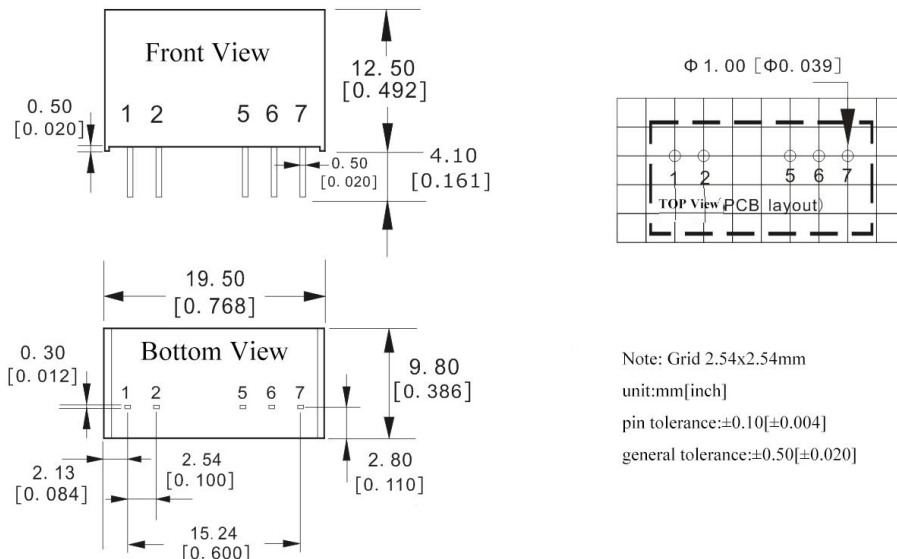 Front View
1 2 5 6 7
0.50
[0.020]
12.50
[0.492]
0.50
[0.020]
4.10
[0.161]
Φ1.00 [Φ0.039]
1 2 5 6 7
TOP View(PCB layout)
19.50
[0.768]
Bottom View
1 2 5 6 7
0.30
[0.012]
9.80
[0.386]
2.13
[0.084]
2.54
[0.100]
2.80
[0.110]
15.24
[0.600]
Note: Grid 2.54x2.54mm
unit:mm[inch]
pin tolerance:±0.10[±0.004]
general tolerance:±0.50[±0.020]